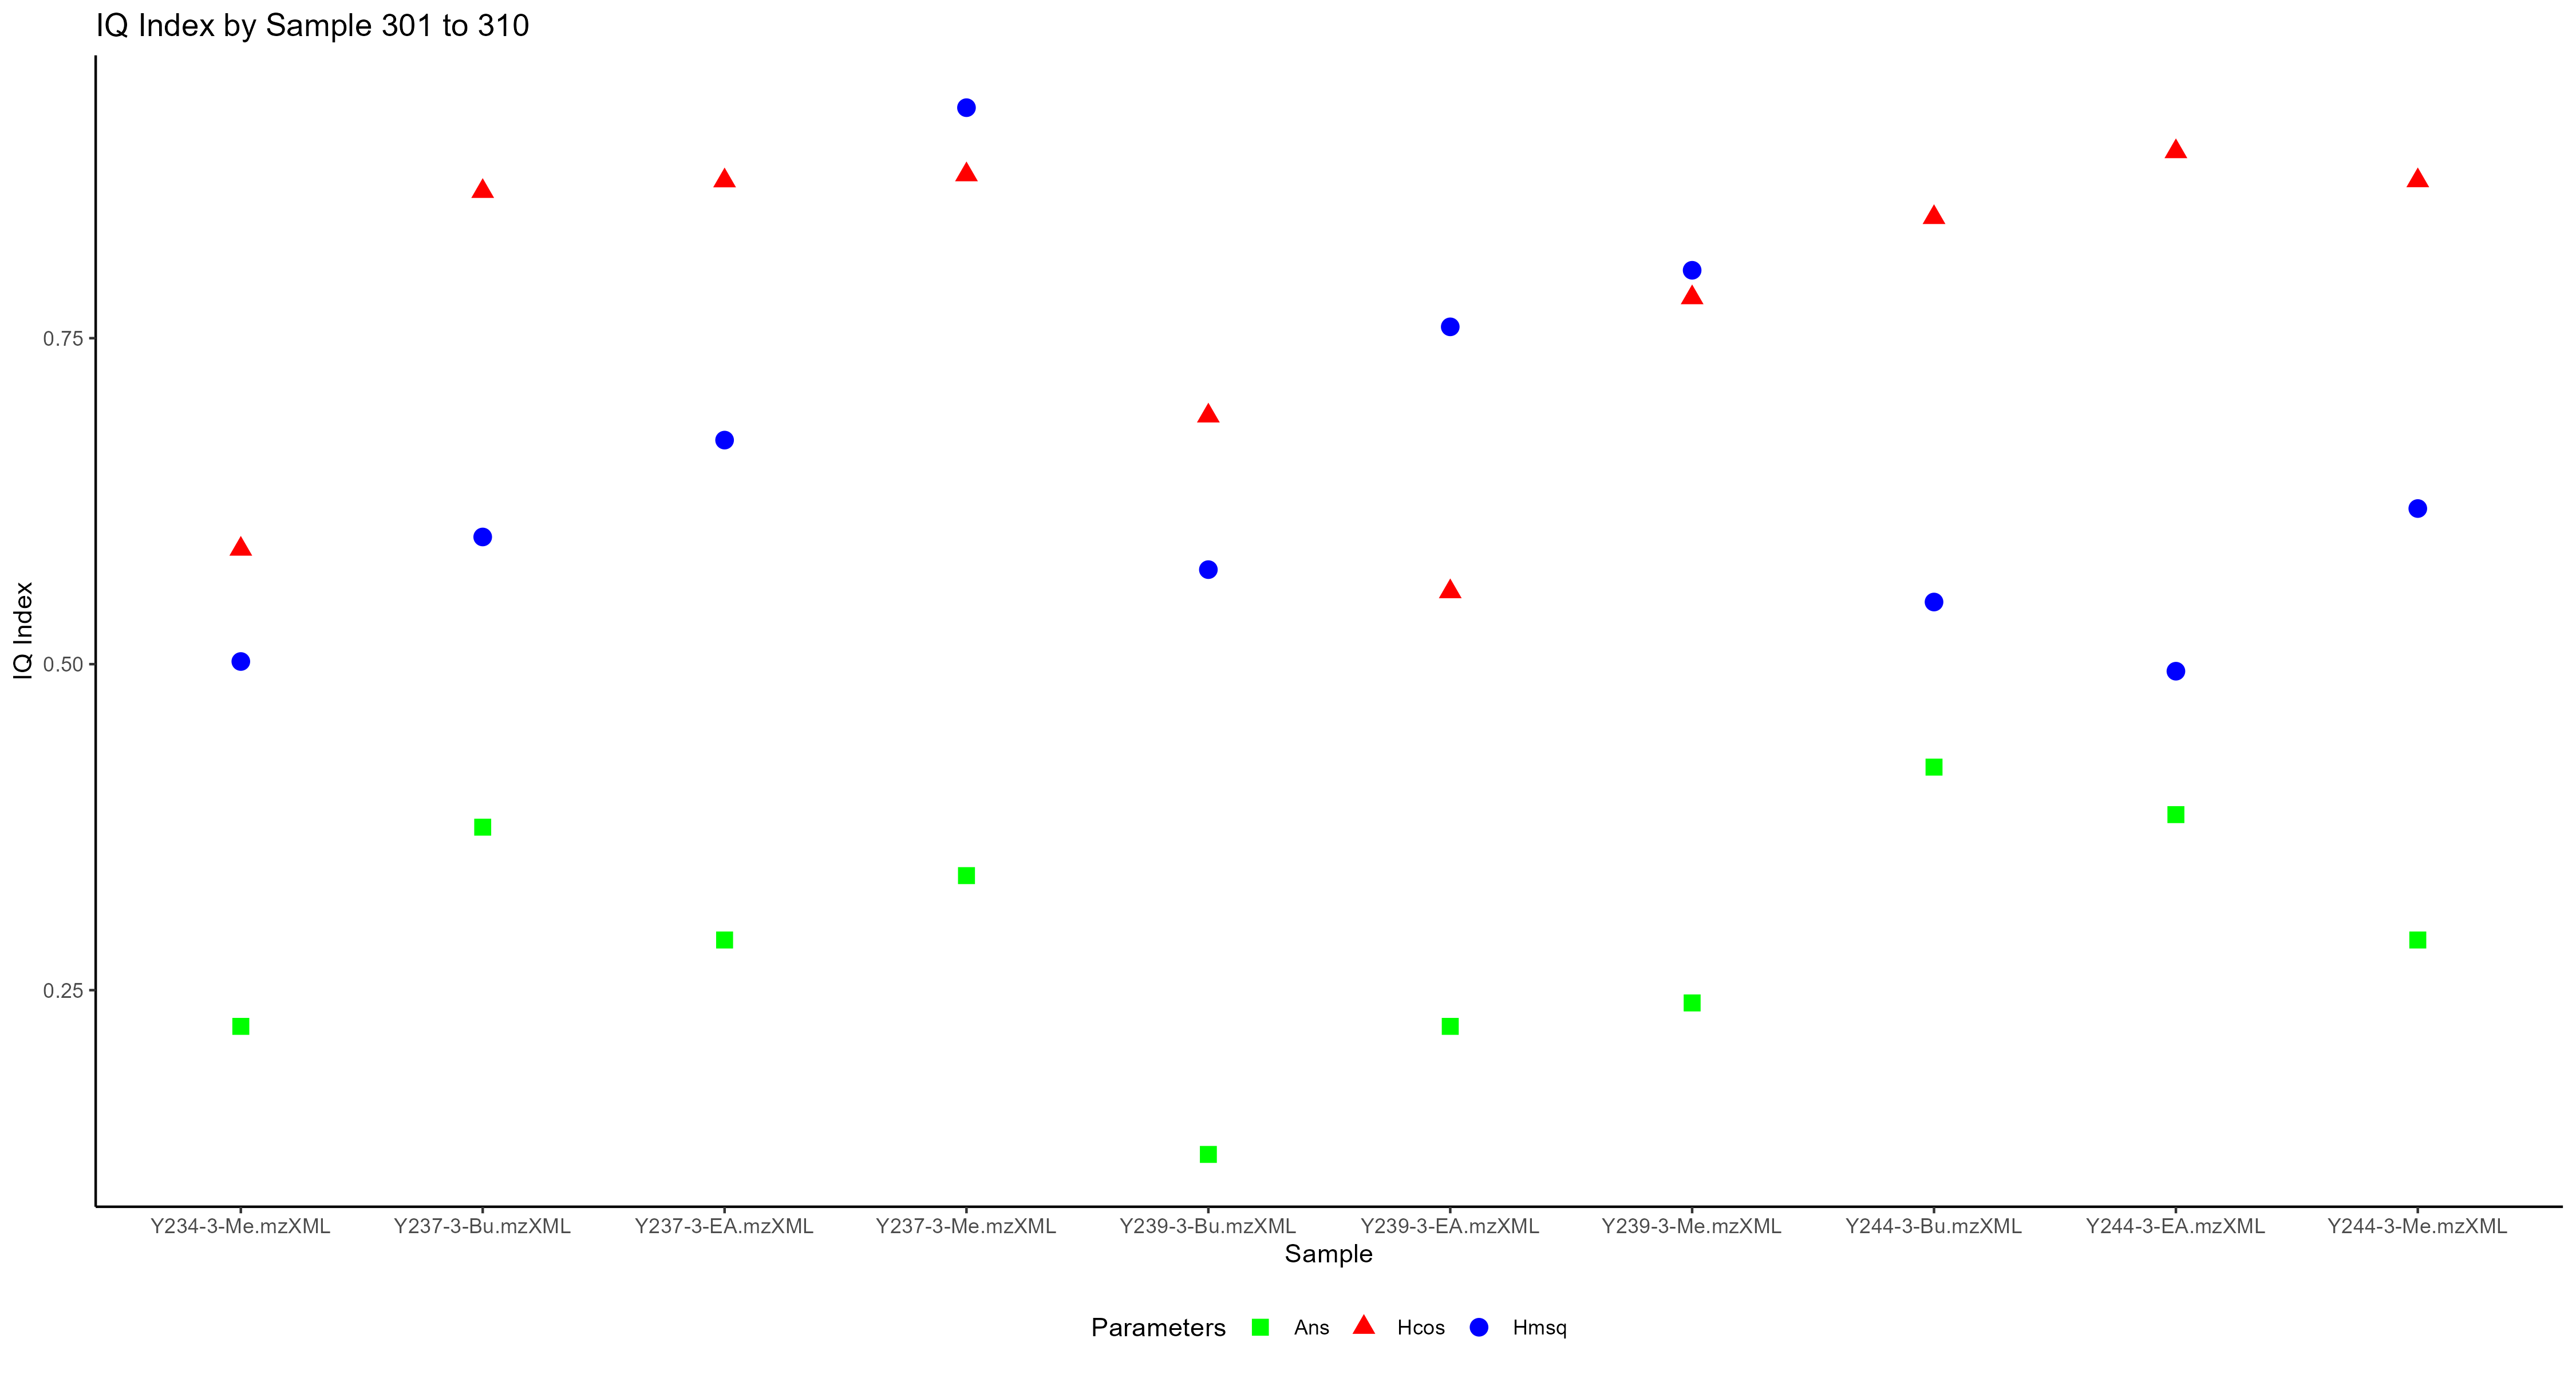 IQ Index by Sample 301 to 310
IQ Index
0.75
0.50
0.25
Y234-3-Me.mzXML Y237-3-Bu.mzXML Y237-3-EA.mzXML Y237-3-Me.mzXML Y239-3-Bu.mzXML Y239-3-EA.mzXML Y239-3-Me.mzXML Y244-3-Bu.mzXML Y244-3-EA.mzXML Y244-3-Me.mzXML
Sample
Parameters Ans Hcos Hmsq